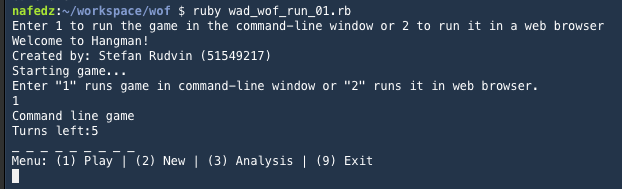 nafedz:~/workspace/wof $ ruby wad_wof_run_01.rb
Enter 1 to run the game in the command-line window or 2 to run it in a web browser
Welcome to Hangman!
Created by: Stefan Rudvin (51549217)
Starting game...
Enter "1" runs game in command-line window or "2" runs it in web browser.
1
Command line game
Turns left:5
_ _ _ _ _ _ _ _ _
Menu: (1) Play | (2) New | (3) Analysis | (9) Exit